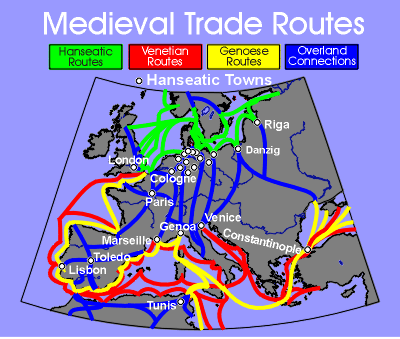 Medieval Trade Routes
Hanseatic Routes
Venetian Routes
Genoese Routes
Overland Connections
Hanseatic Towns
Riga
Danzig
London
Cologne
Paris
Venice
Genoa
Constantinople
Marseille
Toledo
Lisbon
Tunis